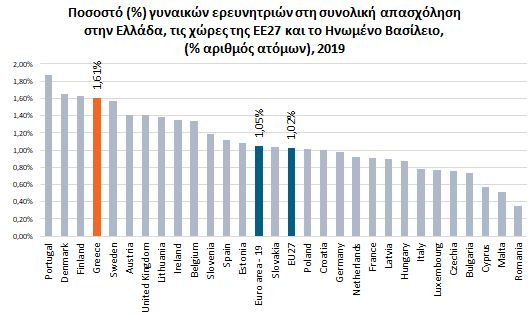 Ποσοστό (%) γυναικών ερευνητριών στη συνολική απασχόληση
στην Ελλάδα, τις χώρες της ΕΕ27 και το Ηνωμένο Βασίλειο,
(% αριθμός ατόμων), 2019
2,00%
1,80%
1,60%
1,40%
1,20%
1,00%
0,80%
0,60%
0,40%
0,20%
0,00%
1,61%
1,05%
1,02%
Portugal
Denmark
Finland
Greece
Sweden
Austria
United Kingdom
Lithuania
Ireland
Belgium
Slovenia
Spain
Estonia
Euro area - 19
Slovakia
EU27
Poland
Croatia
Germany
Netherlands
France
Latvia
Hungary
Italy
Luxembourg
Czechia
Bulgaria
Cyprus
Malta
Romania